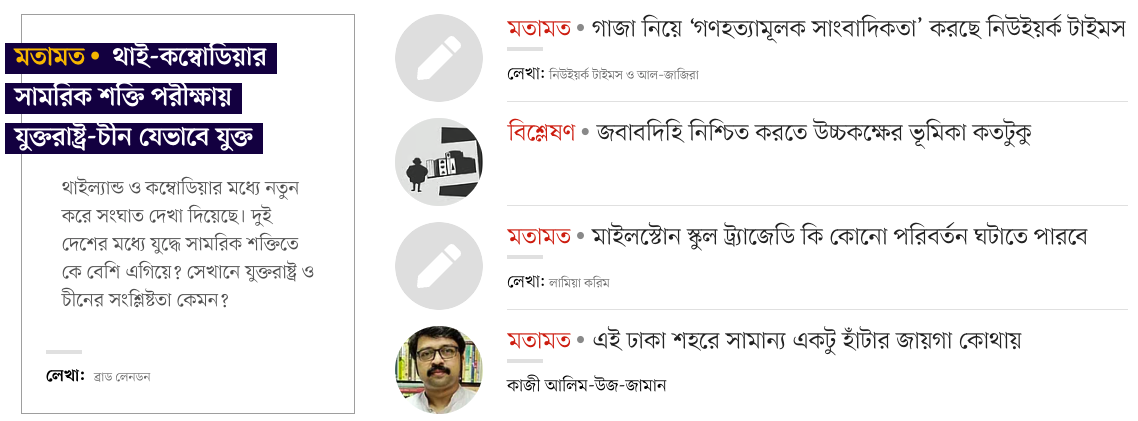 মতামত • থাই-কম্বোডিয়ার
সামরিক শক্তি পরীক্ষায়
যুক্তরাষ্ট্র-চীন যেভাবে যুক্ত
থাইল্যান্ড ও কম্বোডিয়ার মধ্যে নতুন
করে সংঘাত দেখা দিয়েছে। দুই
দেশের মধ্যে যুদ্ধে সামরিক শক্তিতে
কে বেশি এগিয়ে? সেখানে যুক্তরাষ্ট্র ও
চীনের সংশ্লিষ্টতা কেমন?
লেখা: ব্রাড লেনডন
মতামত • গাজা নিয়ে ‘গণহত্যামূলক সাংবাদিকতা’ করছে নিউইয়র্ক টাইমস
লেখা: নিউইয়র্ক টাইমস ও আল-জাজিরা
বিশ্লেষণ • জবাবদিহি নিশ্চিত করতে উচ্চকক্ষের ভূমিকা কতটুকু
মতামত • মাইলস্টোন স্কুল ট্র্যাজেডি কি কোনো পরিবর্তন ঘটাতে পারবে
লেখা: লামিয়া করিম
মতামত • এই ঢাকা শহরে সামান্য একটু হাঁটার জায়গা কোথায়
কাজী আলিম-উজ-জামান